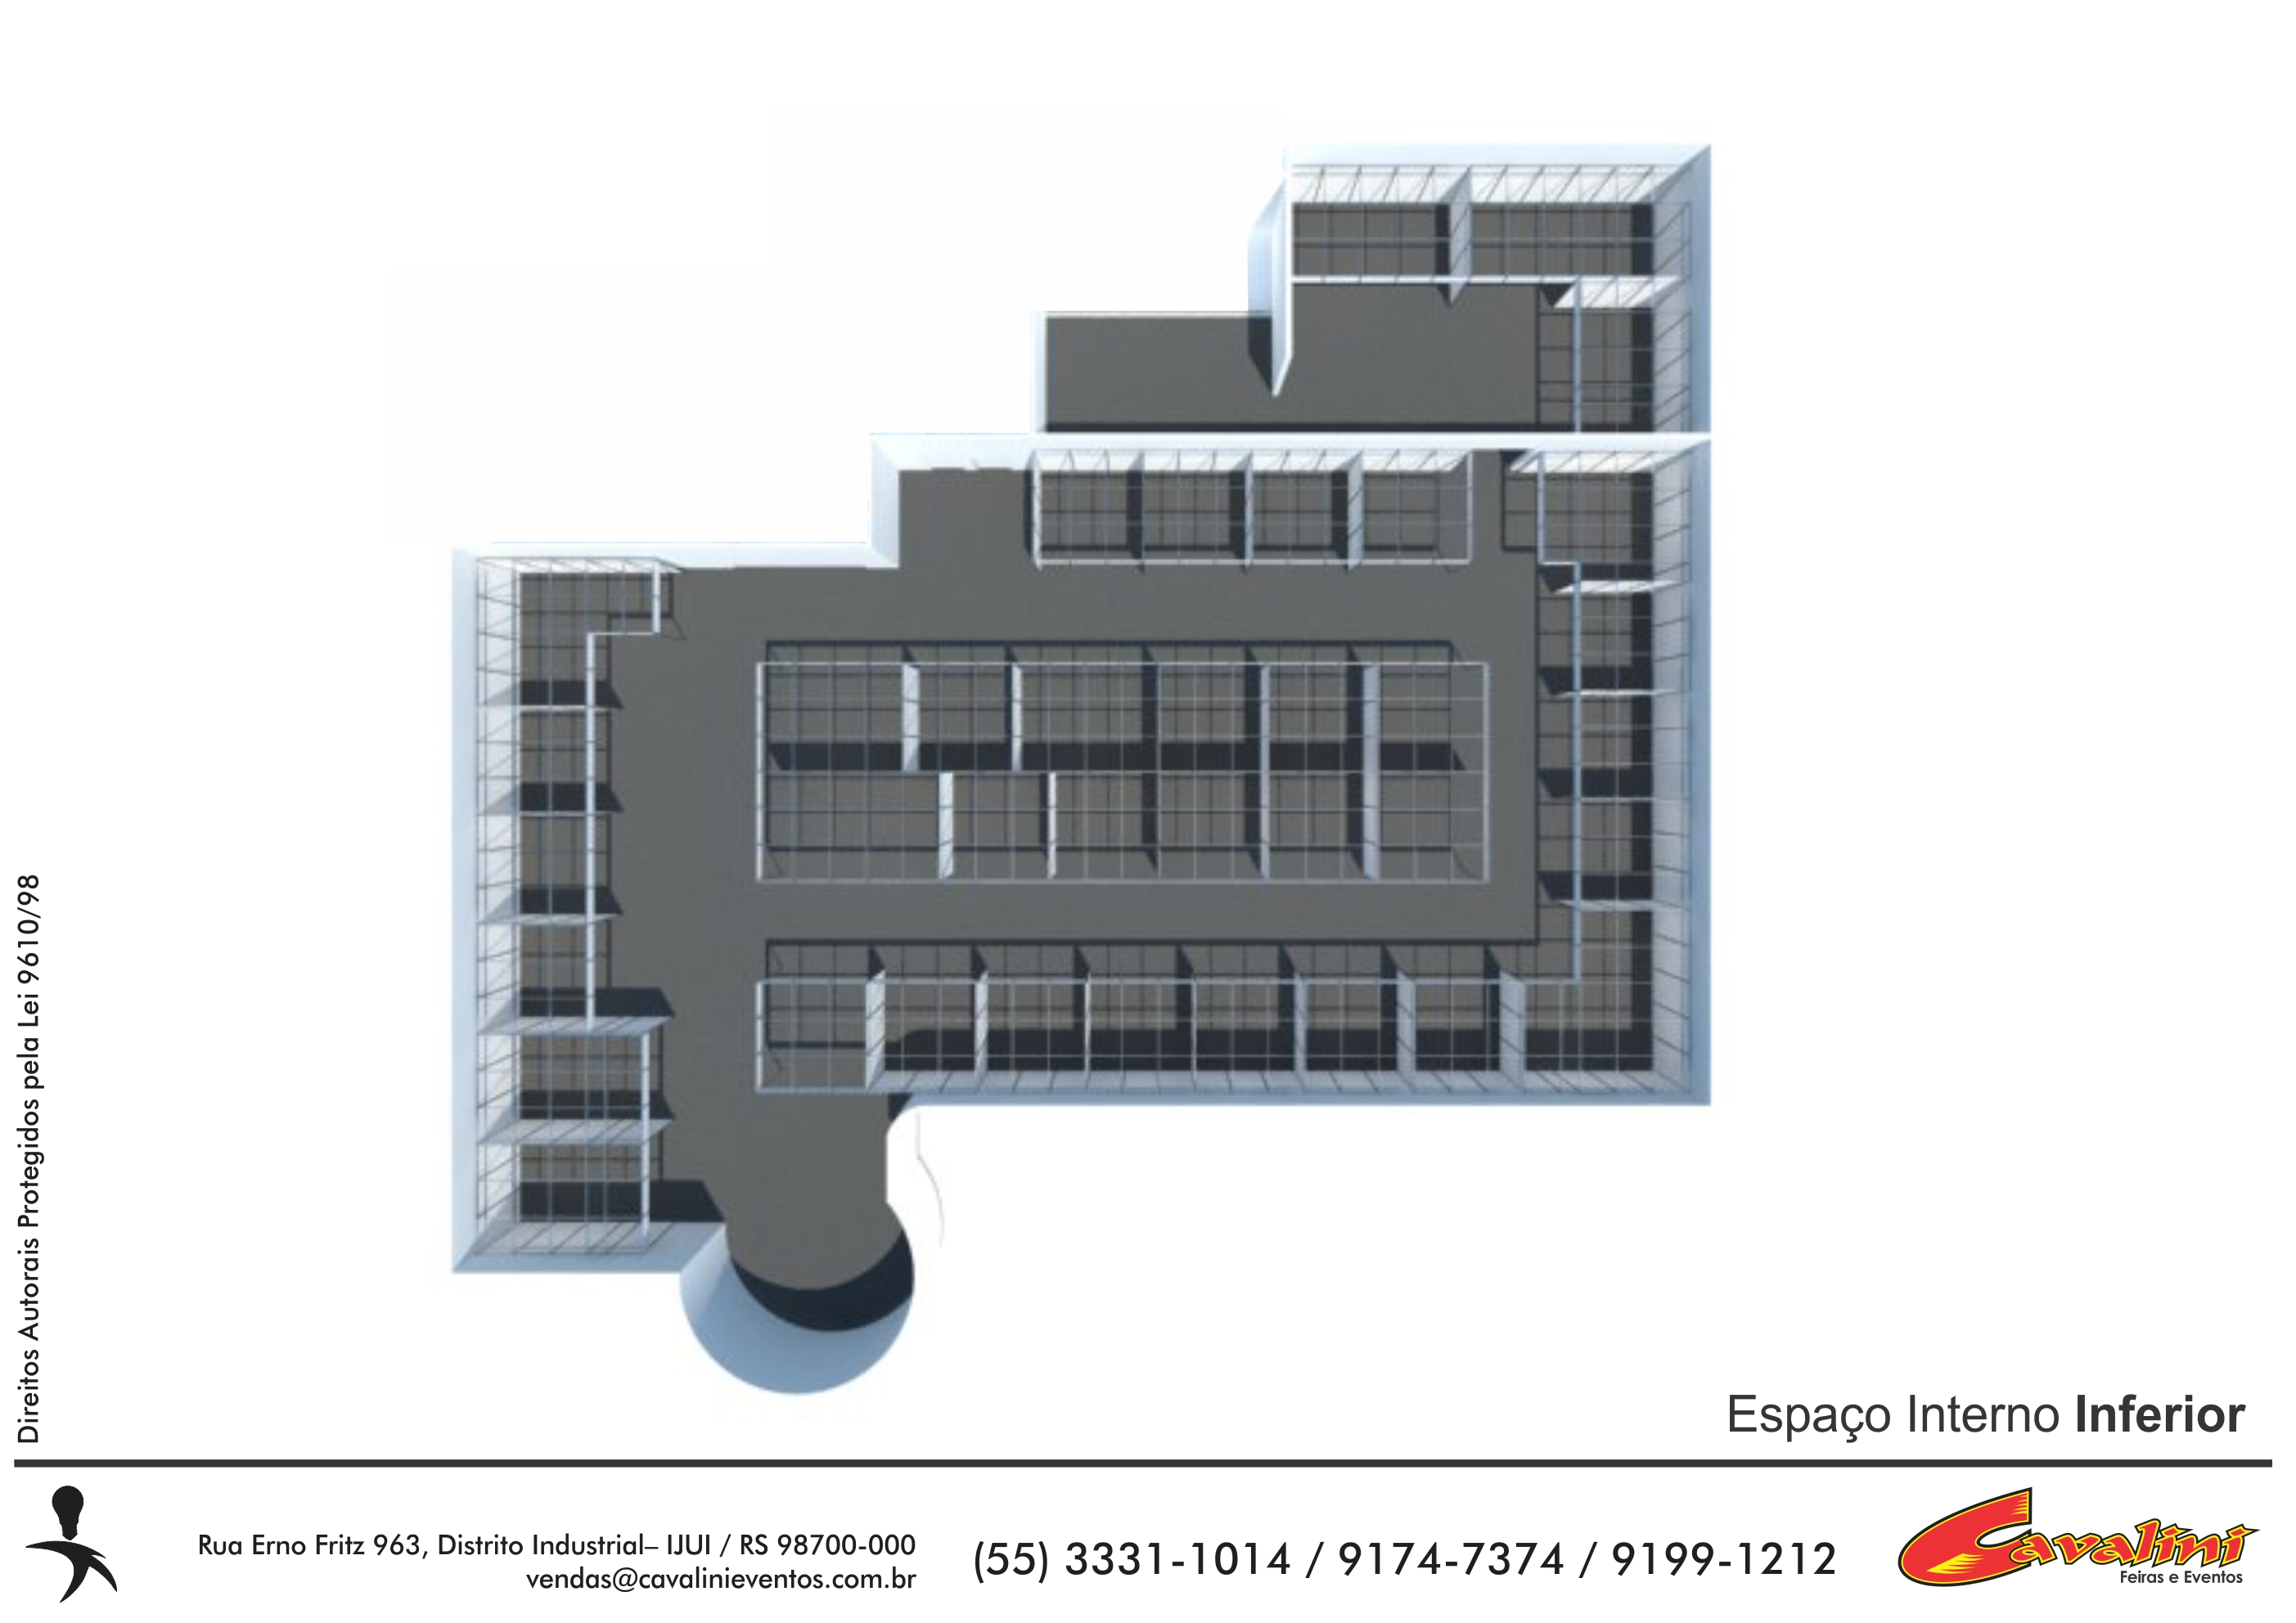 Direitos Autorais Protegidos pela Lei 9610/98
Espaço Interno Inferior
Rua Erno Fritz 963, Distrito Industrial– IJUI / RS 98700-000
vendas@cavalinieventos.com.br
(55) 3331-1014 / 9174-7374 / 9199-1212
Cavalini
Feiras e Eventos